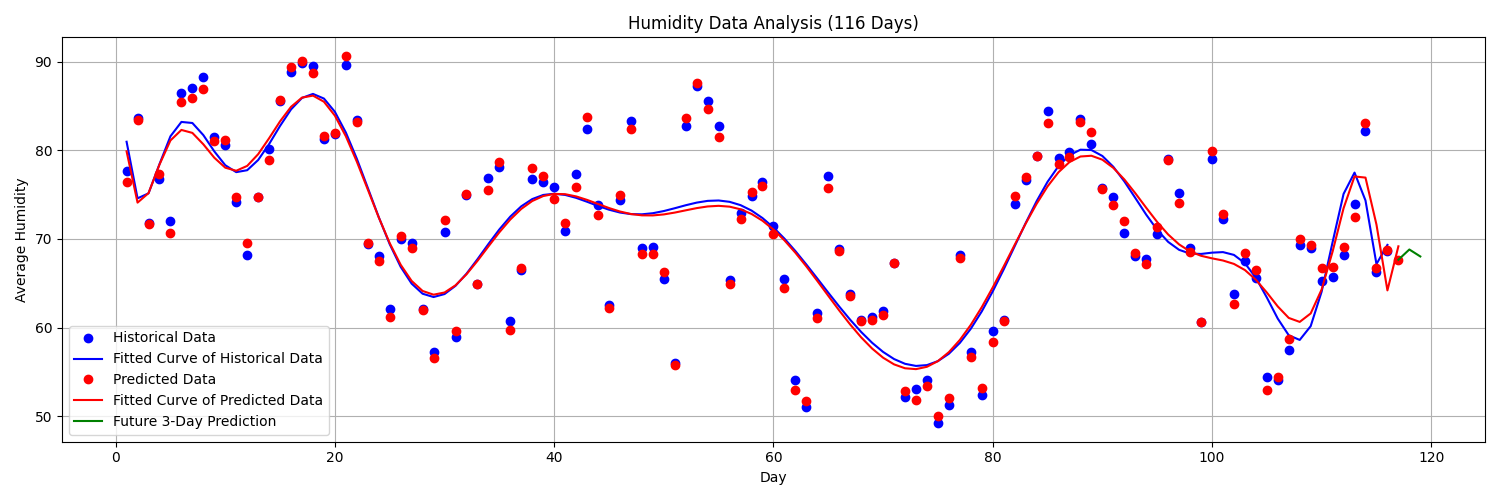 Humidity Data Analysis (116 Days)
Average Humidity
90
80
70
60
50
Historical Data
Fitted Curve of Historical Data
Predicted Data
Fitted Curve of Predicted Data
Future 3-Day Prediction
0 20 40 60 80 100 120
Day